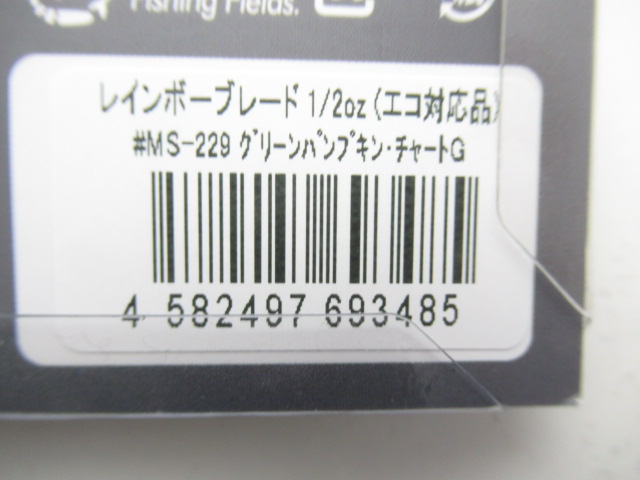 Fishing Fields.
レインボーブレード 1/2oz (エコ対応品)
#MS-229 グリーンパンプキン・チャートG
4 582497 693485